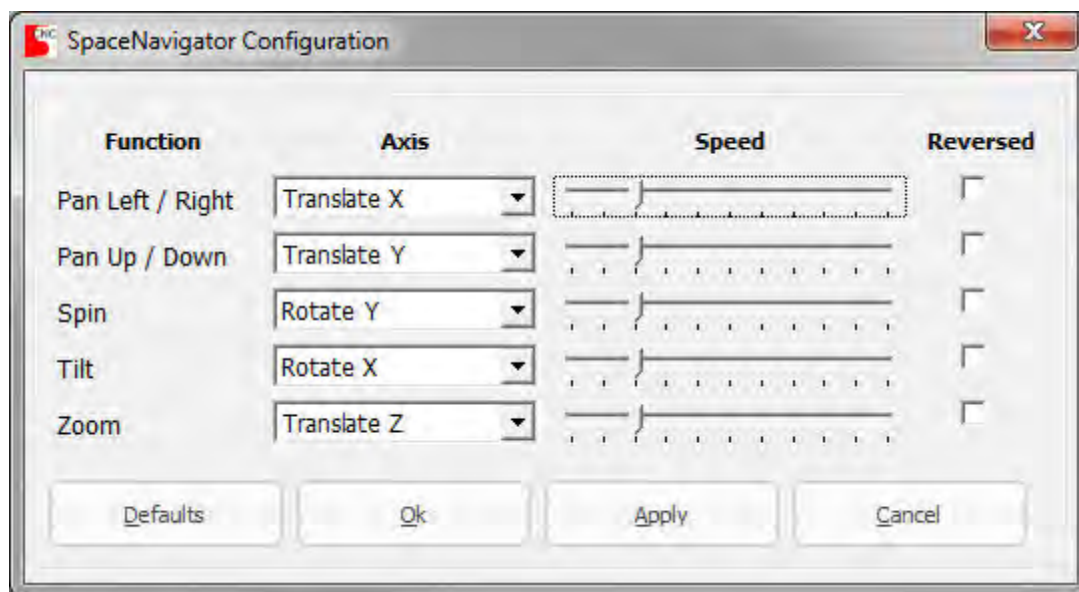 CNC
SpaceNavigator Configuration
Function Axis Speed Reversed
Pan Left / Right Translate X
Pan Up / Down Translate Y
Spin Rotate Y
Tilt Rotate X
Zoom Translate Z
Defaults Ok Apply Cancel